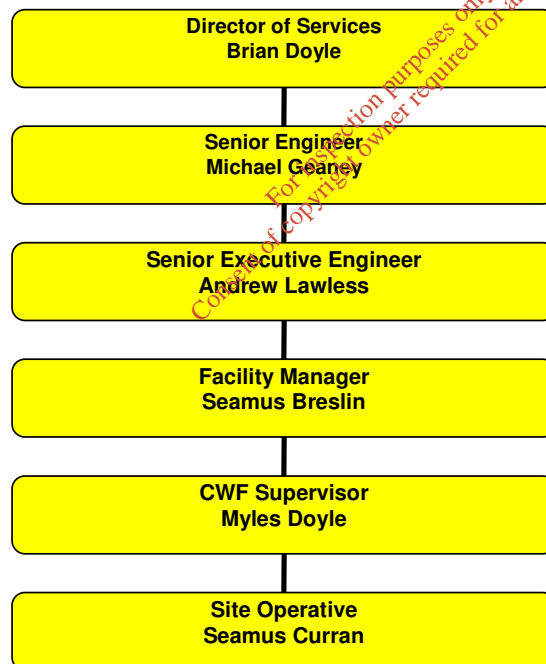 Director of Services
Brian Doyle
Senior Engineer
Michael Geaney
Senior Executive Engineer
Andrew Lawless
Facility Manager
Seamus Breslin
CWF Supervisor
Myles Doyle
Site Operative
Seamus Curran
For inspection purposes only
Consent of copyright owner required for